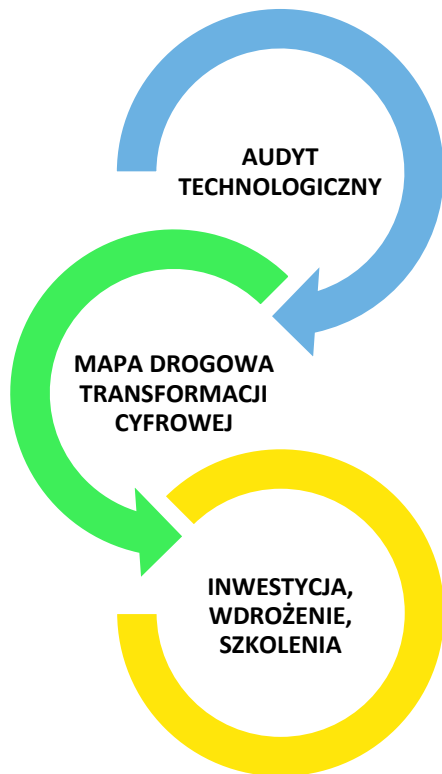 AUDYT
TECHNOLOGICZNY
MAPA DROGOWA
TRANSFORMACJI
CYFROWEJ
INWESTYCJA,
WDROŻENIE,
SZKOLENIA